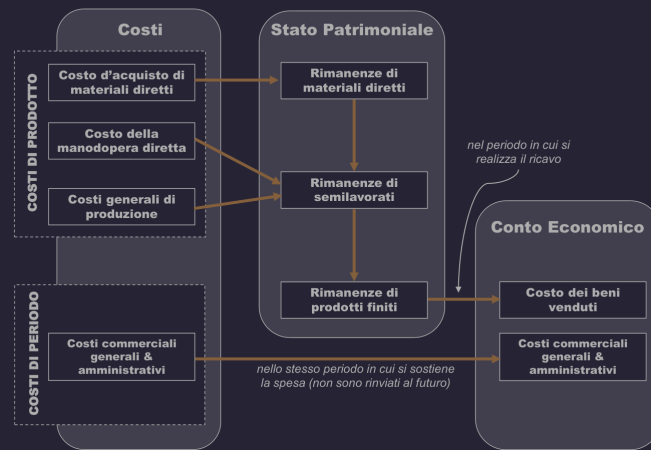 Costi
Stato Patrimoniale
COSTI DI PRODOTTO
Costo d'acquisto di
materiali diretti
Rimanenze di
materiali diretti
Costo della
manodopera diretta
nel periodo in cui si
realizza il ricavo
Costi generali di
produzione
Rimanenze di
semilavorati
Conto Economico
Rimanenze di
prodotti finiti
Costo dei beni
venduti
COSTI DI PERIODO
Costi commerciali
generali &
amministrativi
Costi commerciali
generali &
amministrativi
nello stesso periodo in cui si sostiene
la spesa (non sono rinviati al futuro)